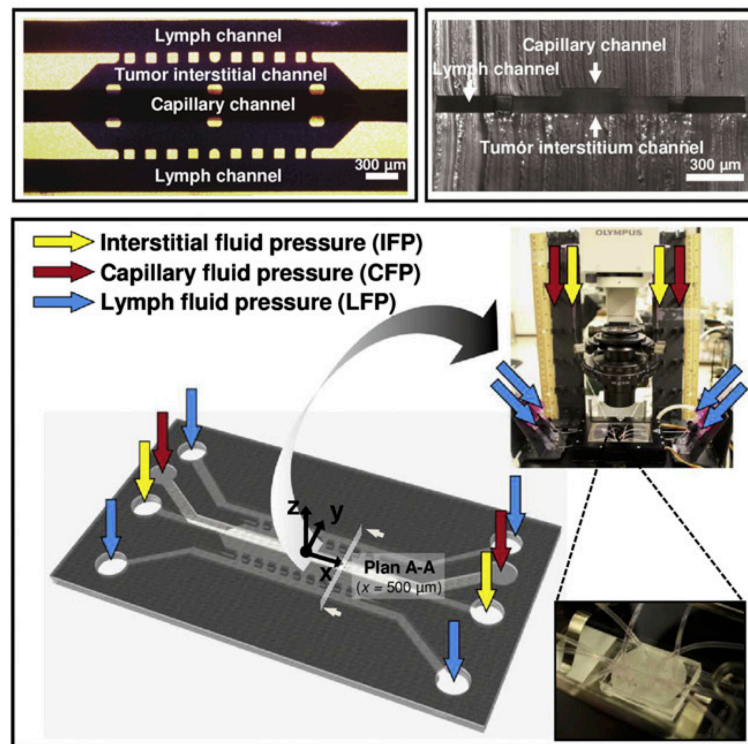 Lymph channel
Tumor interstitial channel
Capillary channel
Lymph channel
300 µm
Capillary channel
Lymph channel
Tumor interstitium channel
300 µm
Interstitial fluid pressure (IFP)
Capillary fluid pressure (CFP)
Lymph fluid pressure (LFP)
OLYMPUS
z
y
x
Plan A-A
(x = 500 µm)